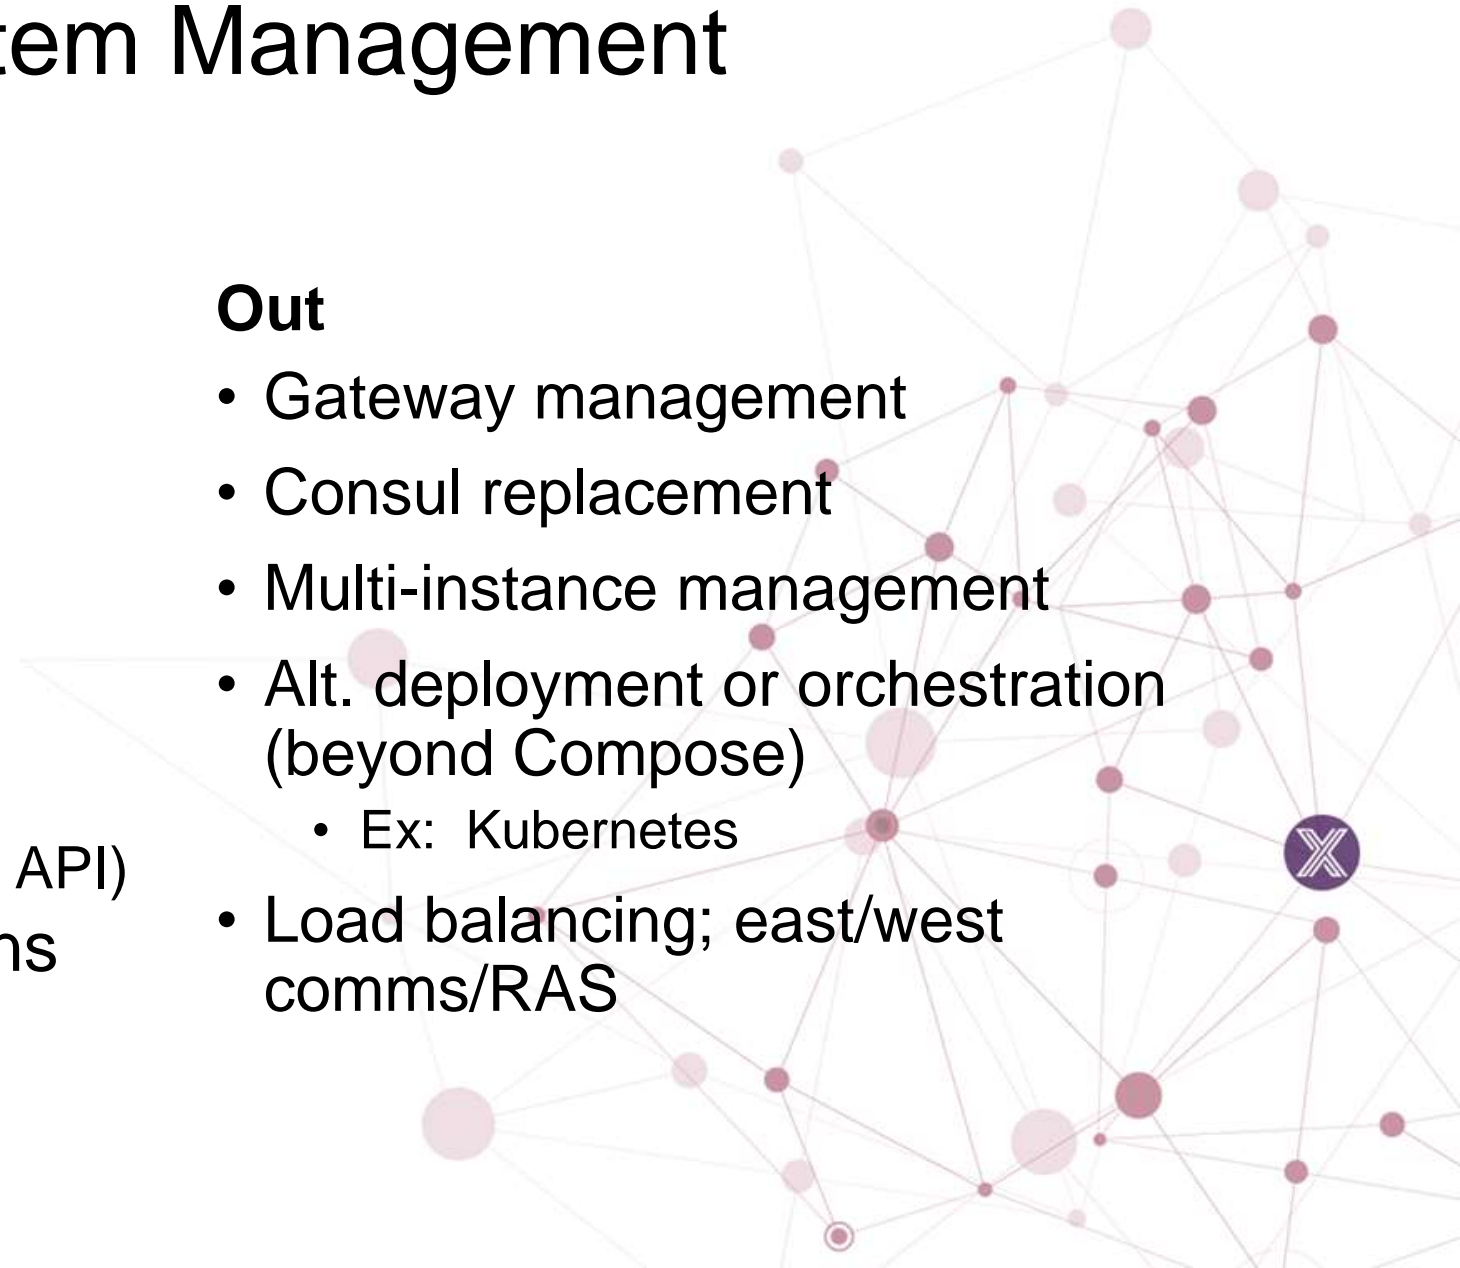 tem Management
Out
• Gateway management
• Consul replacement
• Multi-instance management
• Alt. deployment or orchestration
(beyond Compose)
• Ex: Kubernetes
API)
• Load balancing; east/west
ns
comms/RAS